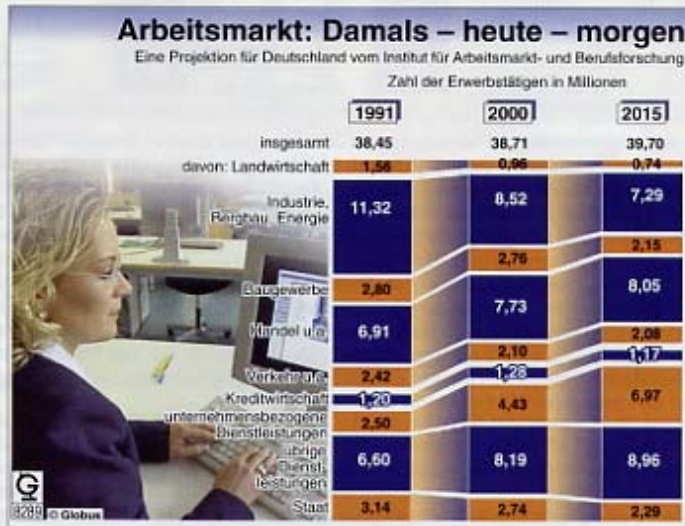 Arbeitsmarkt: Damals – heute – morgen
Eine Projektion für Deutschland vom Institut für Arbeitsmarkt- und Berufsforschung
Zahl der Erwerbstätigen in Millionen
1991 2000 2015
insgesamt 38,45 38,71 39,70
davon: Landwirtschaft 1,56 0,96 0,74
Industrie,
Bergbau, Energie 11,32 8,52 7,29
Baugewerbe 2,80 2,76 2,15
Handel u.a. 6,91 7,73 8,05
Verkehr u.a. 2,42 2,10 2,08
Kreditwirtschaft 1,20 1,28 1,17
unternehmensbezogene
Dienstleistungen 2,50 4,43 6,97
übrige
Dienst-
leistungen 6,60 8,19 8,96
Staat 3,14 2,74 2,29
G
8289 © Globus